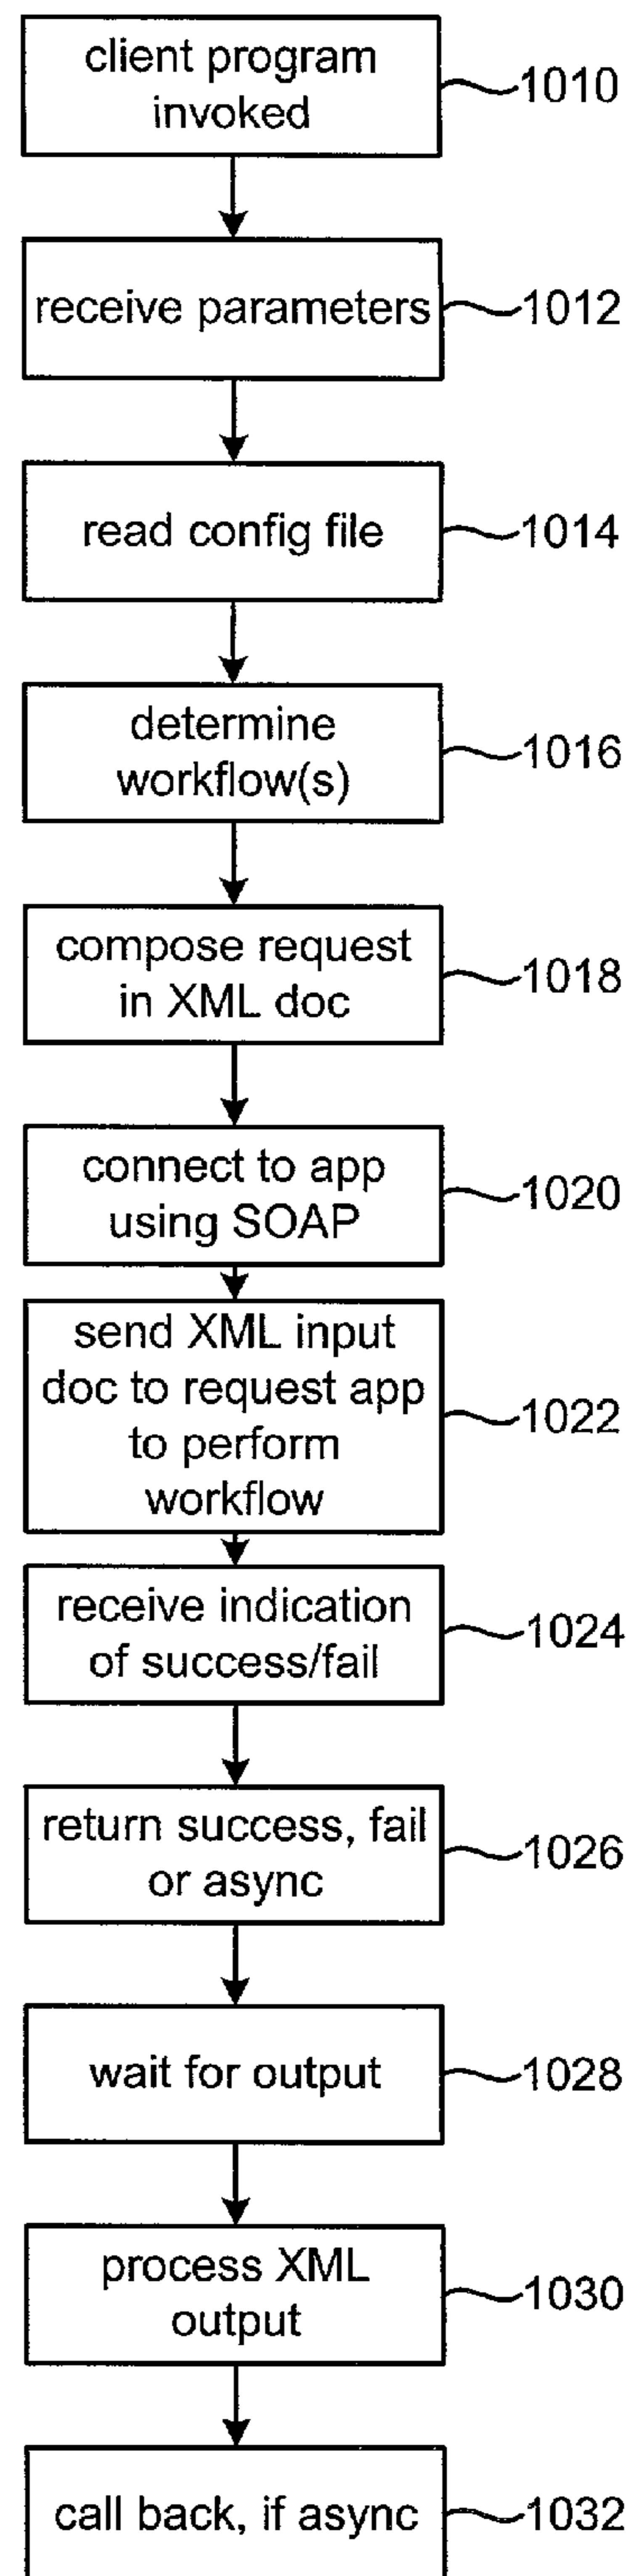 client program
invoked
1010
receive parameters
1012
read config file
1014
determine
workflow(s)
1016
compose request
in XML doc
1018
connect to app
using SOAP
1020
send XML input
doc to request app
to perform
workflow
1022
receive indication
of success/fail
1024
return success, fail
or async
1026
wait for output
1028
process XML
output
1030
call back, if async
1032